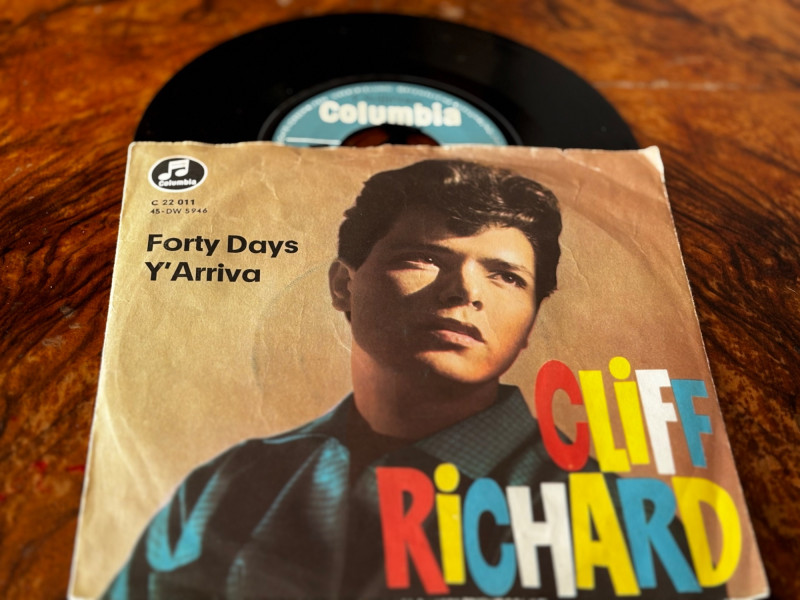 Columbia
Columbia
C 22 011
45-DW 5946
Forty Days
Y'Arriva
CLiFF
RiCHARD